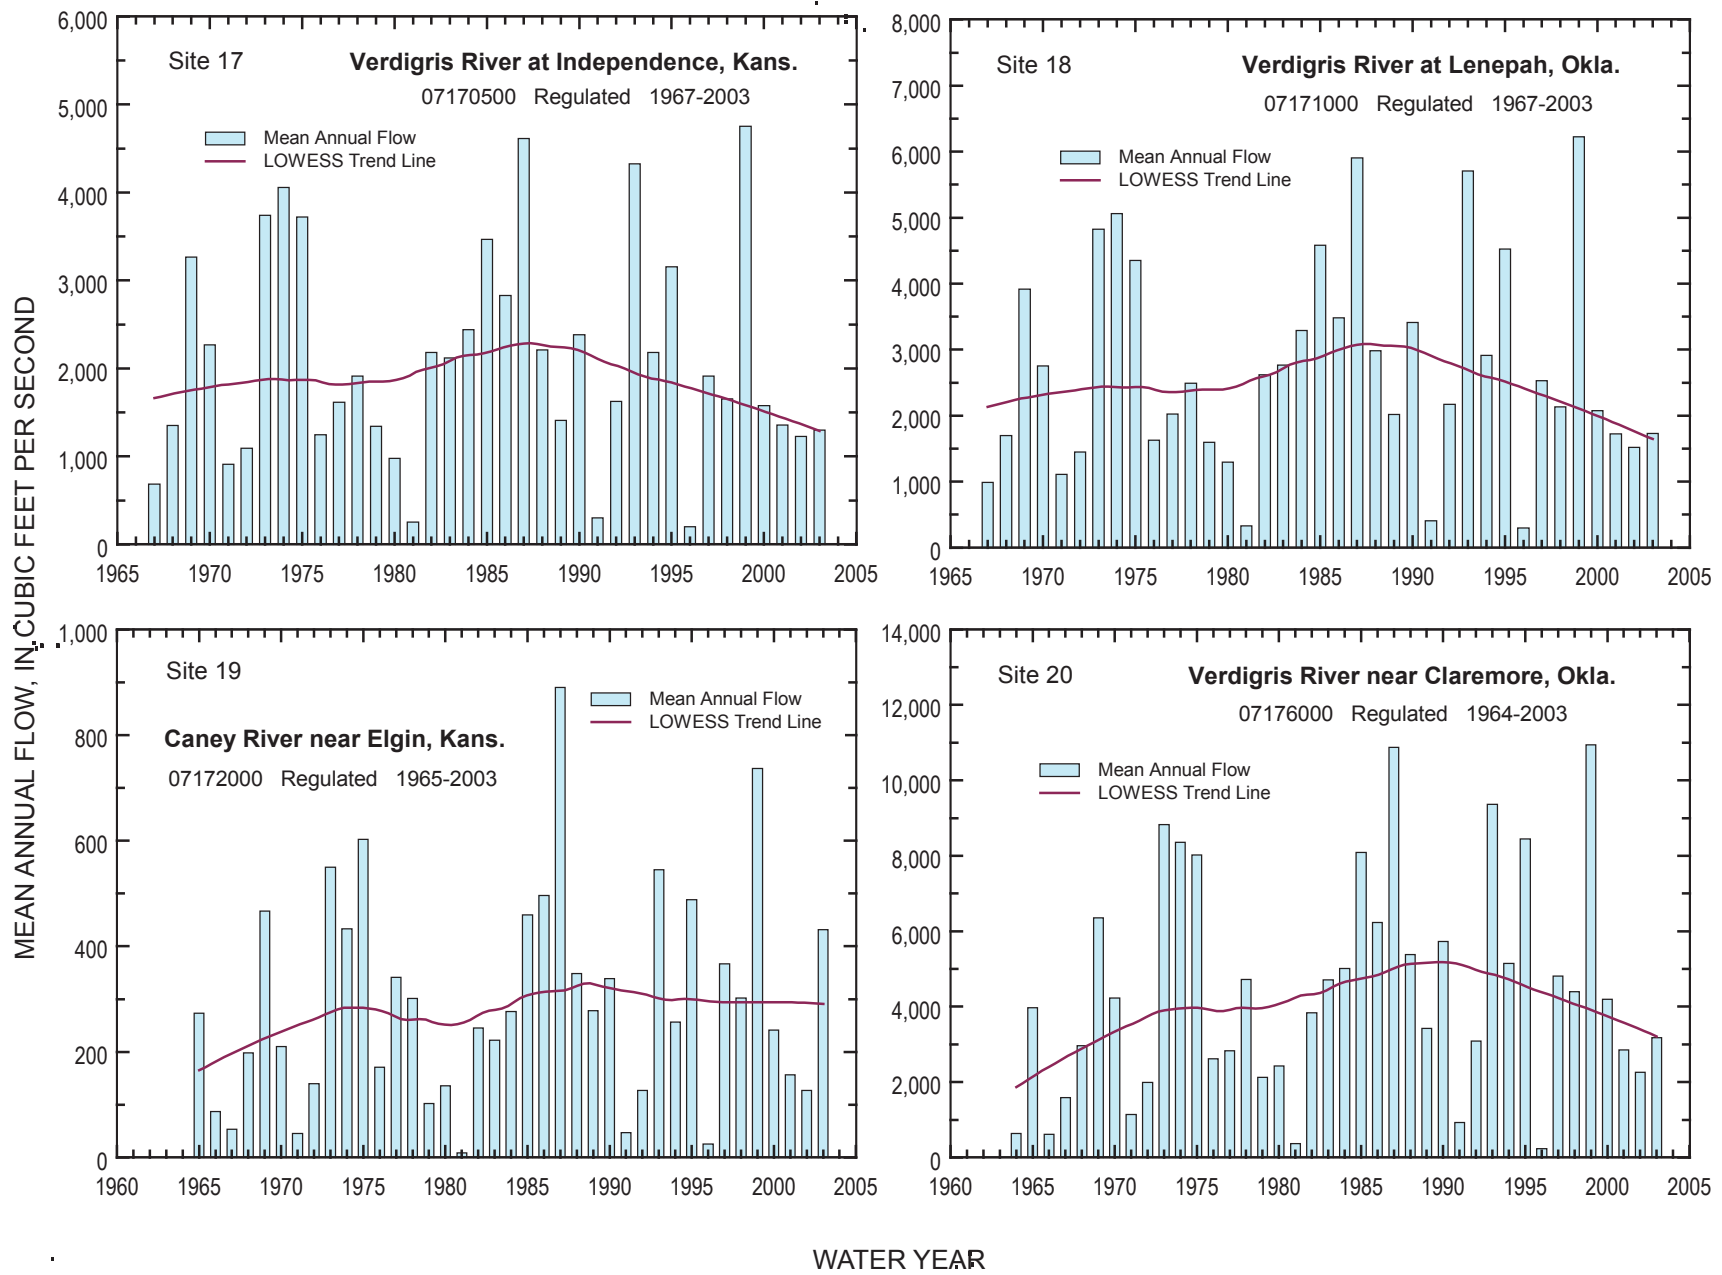 MEAN ANNUAL FLOW, IN CUBIC FEET PER SECOND
Site 17 Verdigris River at Independence, Kans.
07170500 Regulated 1967-2003
Mean Annual Flow
LOWESS Trend Line
6,000
5,000
4,000
3,000
2,000
1,000
0
1965 1970 1975 1980 1985 1990 1995 2000 2005
Site 18 Verdigris River at Lenepah, Okla.
07171000 Regulated 1967-2003
Mean Annual Flow
LOWESS Trend Line
8,000
7,000
6,000
5,000
4,000
3,000
2,000
1,000
0
1965 1970 1975 1980 1985 1990 1995 2000 2005
Site 19
Mean Annual Flow
LOWESS Trend Line
Caney River near Elgin, Kans.
07172000 Regulated 1965-2003
1,000
800
600
400
200
0
1960 1965 1970 1975 1980 1985 1990 1995 2000 2005
Site 20 Verdigris River near Claremore, Okla.
07176000 Regulated 1964-2003
Mean Annual Flow
LOWESS Trend Line
14,000
12,000
10,000
8,000
6,000
4,000
2,000
0
1960 1965 1970 1975 1980 1985 1990 1995 2000 2005
WATER YEAR